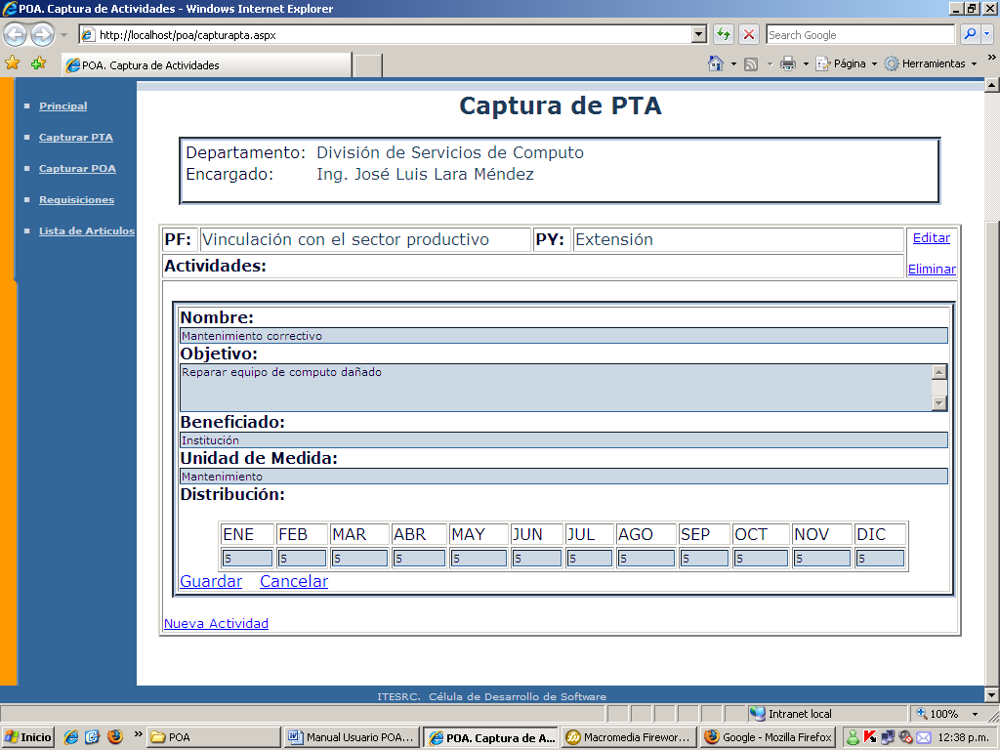 POA. Captura de Actividades - Windows Internet Explorer
http://localhost/poa/capturapta.aspx
Search Google
POA. Captura de Actividades
Página
Herramientas
»
Principal
Capturar PTA
Capturar POA
Requisiciones
Lista de Articulos
Captura de PTA
Departamento: División de Servicios de Computo
Encargado: Ing. José Luis Lara Méndez
PF: Vinculación con el sector productivo PY: Extensión Editar
Actividades: Eliminar
Nombre:
Mantenimiento correctivo
Objetivo:
Reparar equipo de computo dañado
Beneficiado:
Institución
Unidad de Medida:
Mantenimiento
Distribución:
ENE FEB MAR ABR MAY JUN JUL AGO SEP OCT NOV DIC
5 5 5 5 5 5 5 5 5 5 5 5
Guardar Cancelar
Nueva Actividad
ITESRC. Célula de Desarrollo de Software
Intranet local 100%
Inicio » POA Manual Usuario POA... POA. Captura de A... Macromedia Firewor... Google - Mozilla Firefox 12:38 p.m.